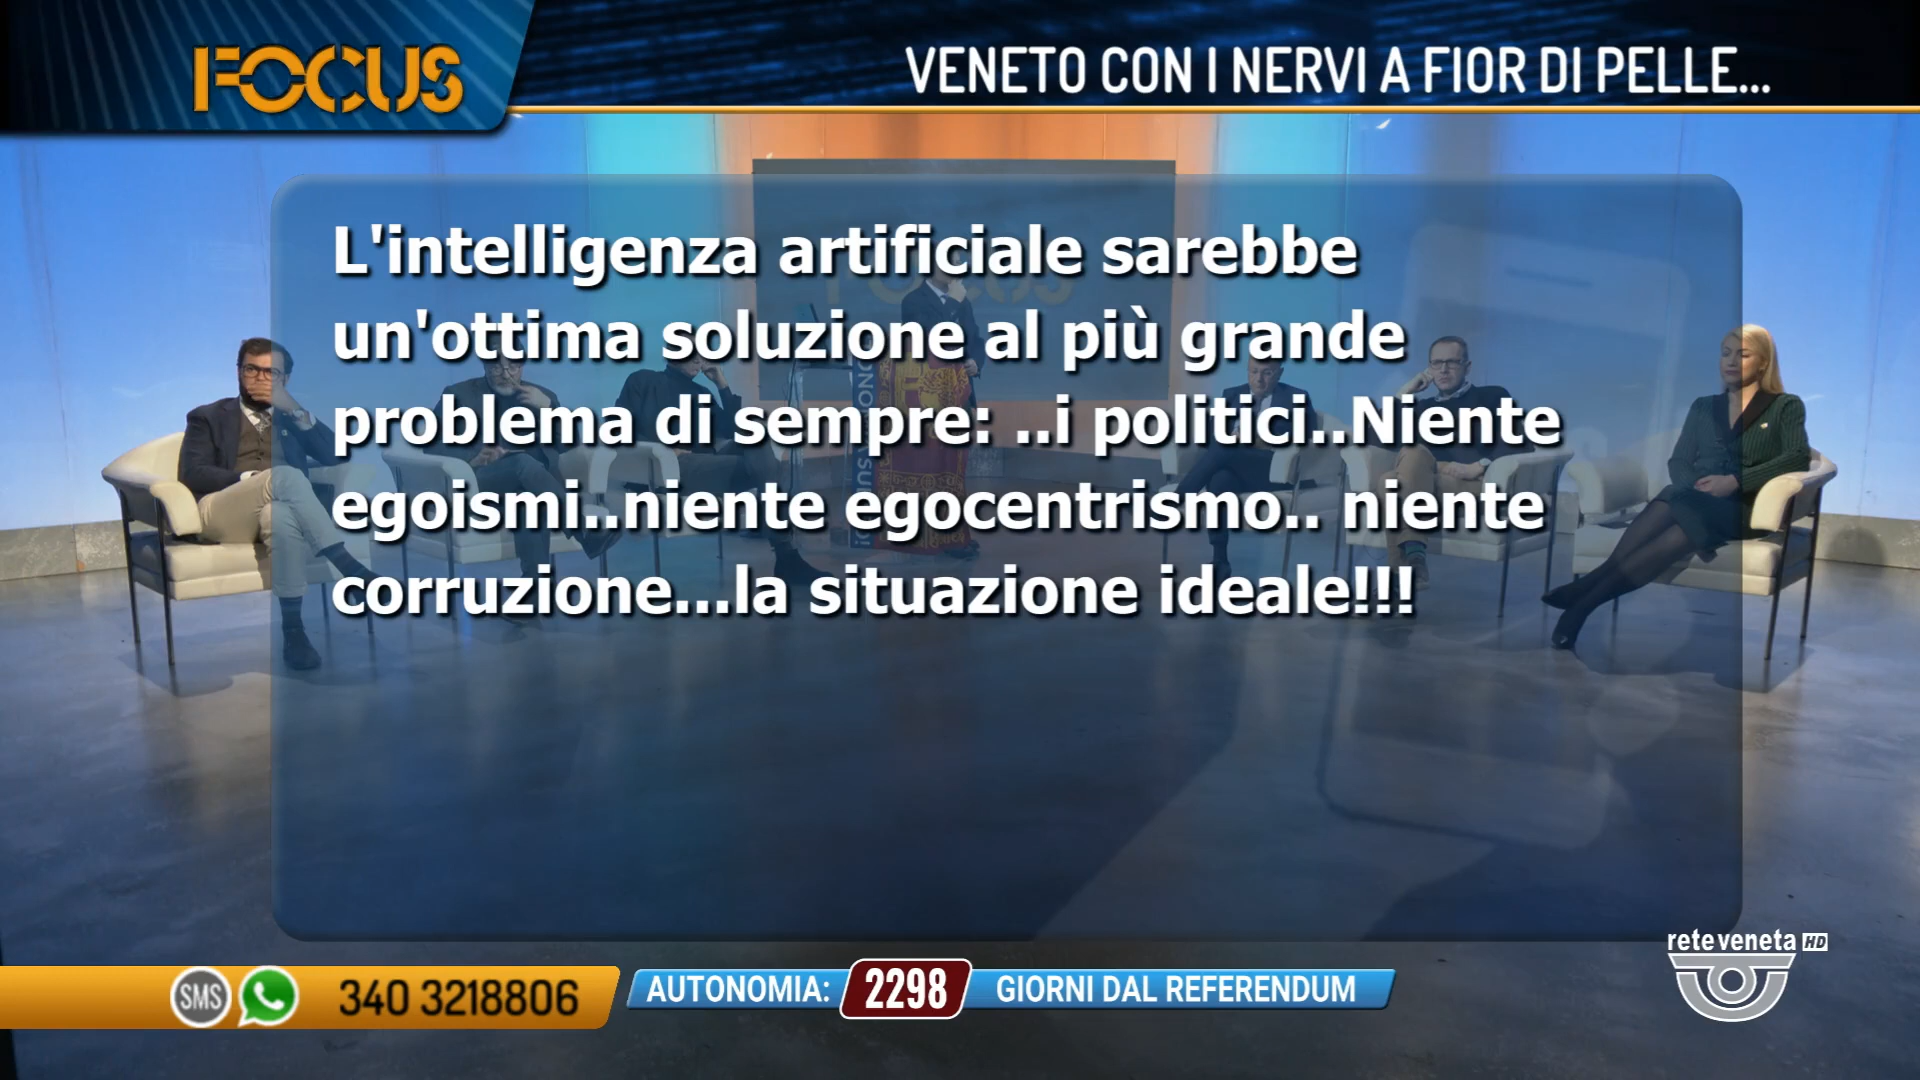 FOCUS
VENETO CON I NERVI A FIOR DI PELLE...
L'intelligenza artificiale sarebbe
un'ottima soluzione al più grande
problema di sempre: ..i politici..Niente
egoismi..niente egocentrismo.. niente
corruzione...la situazione ideale!!!
reteveneta HD
SMS
340 3218806
AUTONOMIA: 2298 GIORNI DAL REFERENDUM